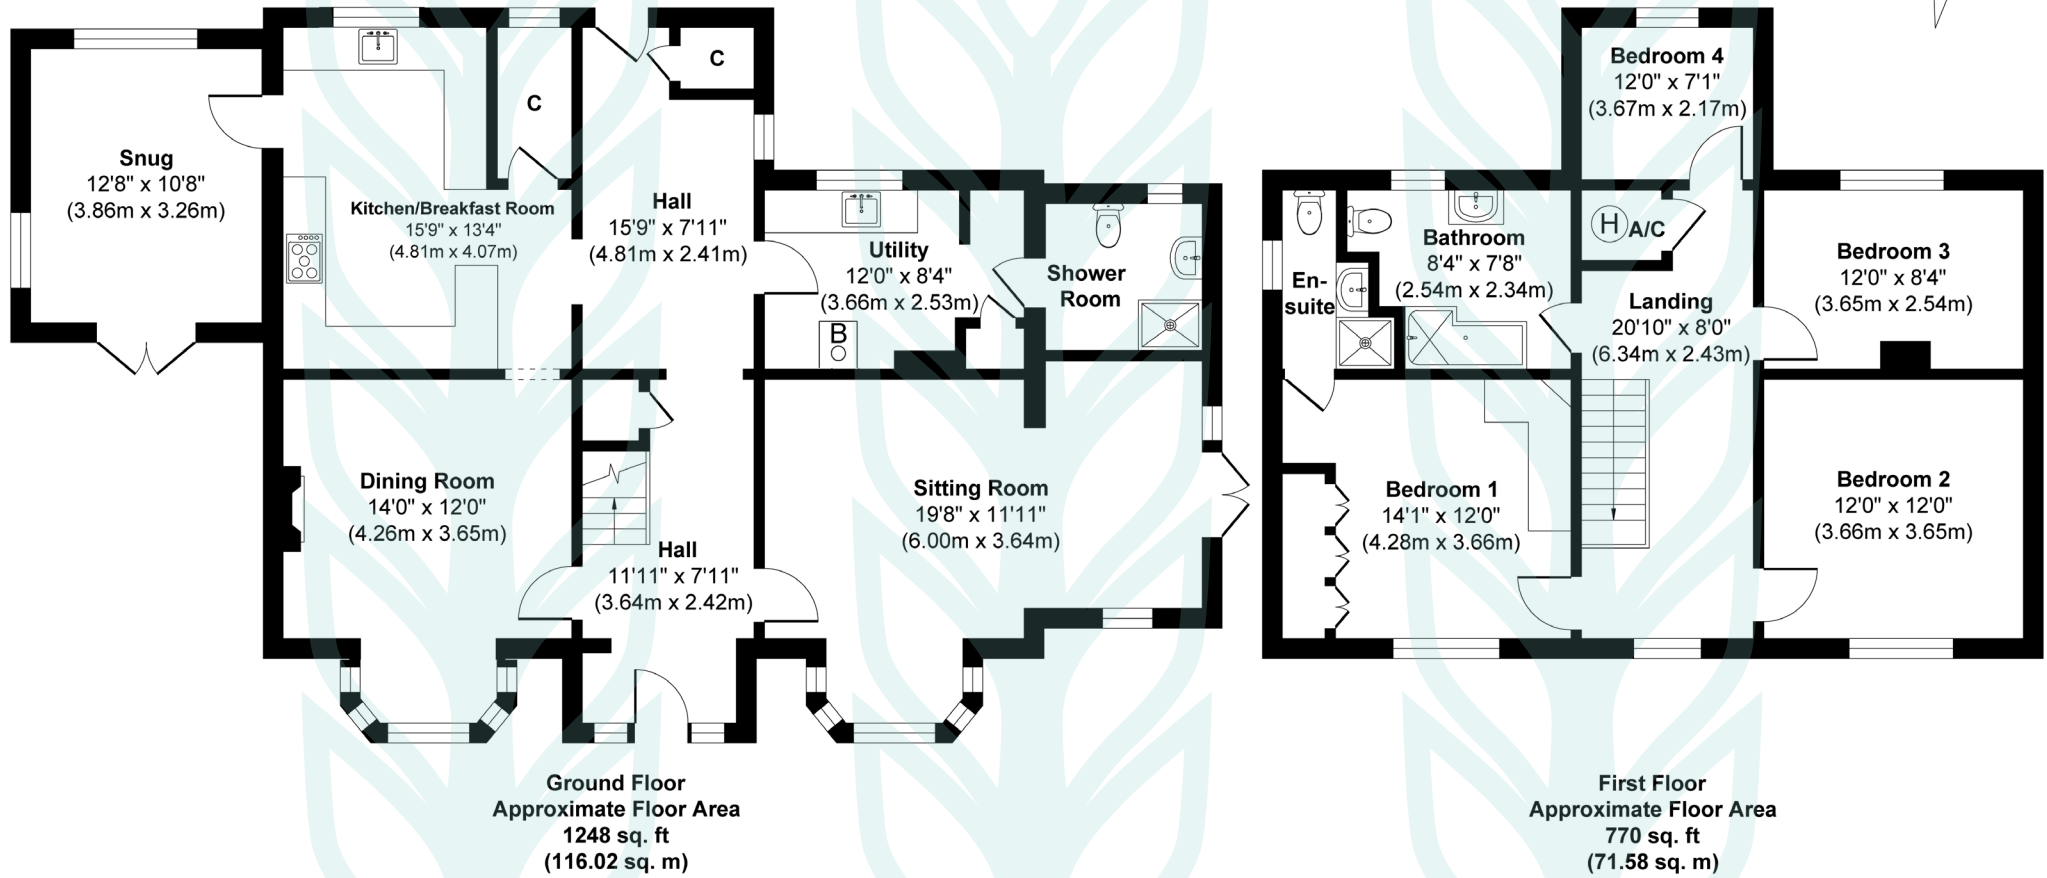 Snug
12'8" x 10'8"
(3.86m x 3.26m)
Kitchen/Breakfast Room
15'9" x 13'4"
(4.81m x 4.07m)
C
C
Hall
15'9" x 7'11"
(4.81m x 2.41m)
Utility
12'0" x 8'4"
(3.66m x 2.53m)
B
Shower
Room
Dining Room
14'0" x 12'0"
(4.26m x 3.65m)
Hall
11'11" x 7'11"
(3.64m x 2.42m)
Sitting Room
19'8" x 11'11"
(6.00m x 3.64m)
Ground Floor
Approximate Floor Area
1248 sq. ft
(116.02 sq. m)
Bedroom 4
12'0" x 7'1"
(3.67m x 2.17m)
H A/C
Bathroom
8'4" x 7'8"
(2.54m x 2.34m)
En-
suite
Landing
20'10" x 8'0"
(6.34m x 2.43m)
Bedroom 3
12'0" x 8'4"
(3.65m x 2.54m)
Bedroom 1
14'1" x 12'0"
(4.28m x 3.66m)
Bedroom 2
12'0" x 12'0"
(3.66m x 3.65m)
First Floor
Approximate Floor Area
770 sq. ft
(71.58 sq. m)